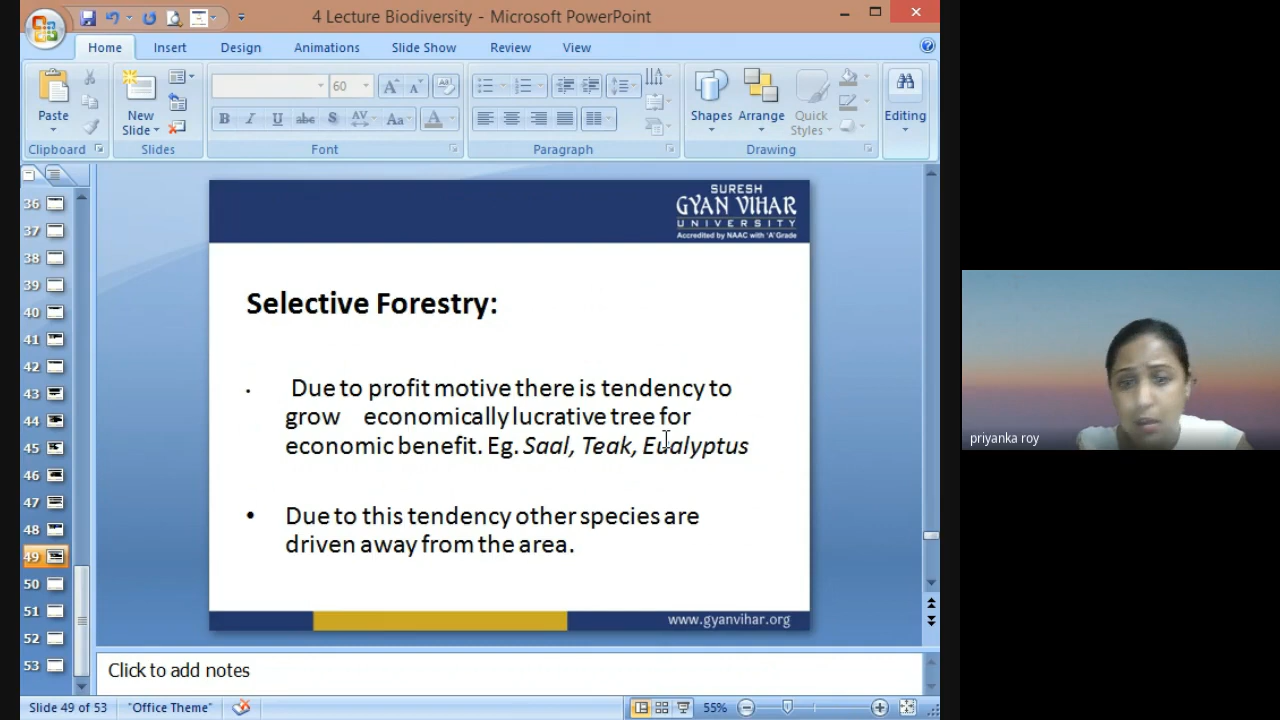 4 Lecture Biodiversity - Microsoft PowerPoint
Home Insert Design Animations Slide Show Review View
60
Paste
New
Slide
Shapes Arrange Quick
Styles
Editing
Clipboard Slides Font Paragraph Drawing
36
37
38
39
40
41
42
43
44
45
46
47
48
49
50
51
52
53
SURESH
GYAN VIHAR
UNIVERSITY
Accredited by NAAC with 'A' Grade
Selective Forestry:
• Due to profit motive there is tendency to
grow economically lucrative tree for
economic benefit. Eg. Saal, Teak, Eualyptus
• Due to this tendency other species are
driven away from the area.
www.gyanvihar.org
priyanka roy
Click to add notes
Slide 49 of 53 "Office Theme" 55%